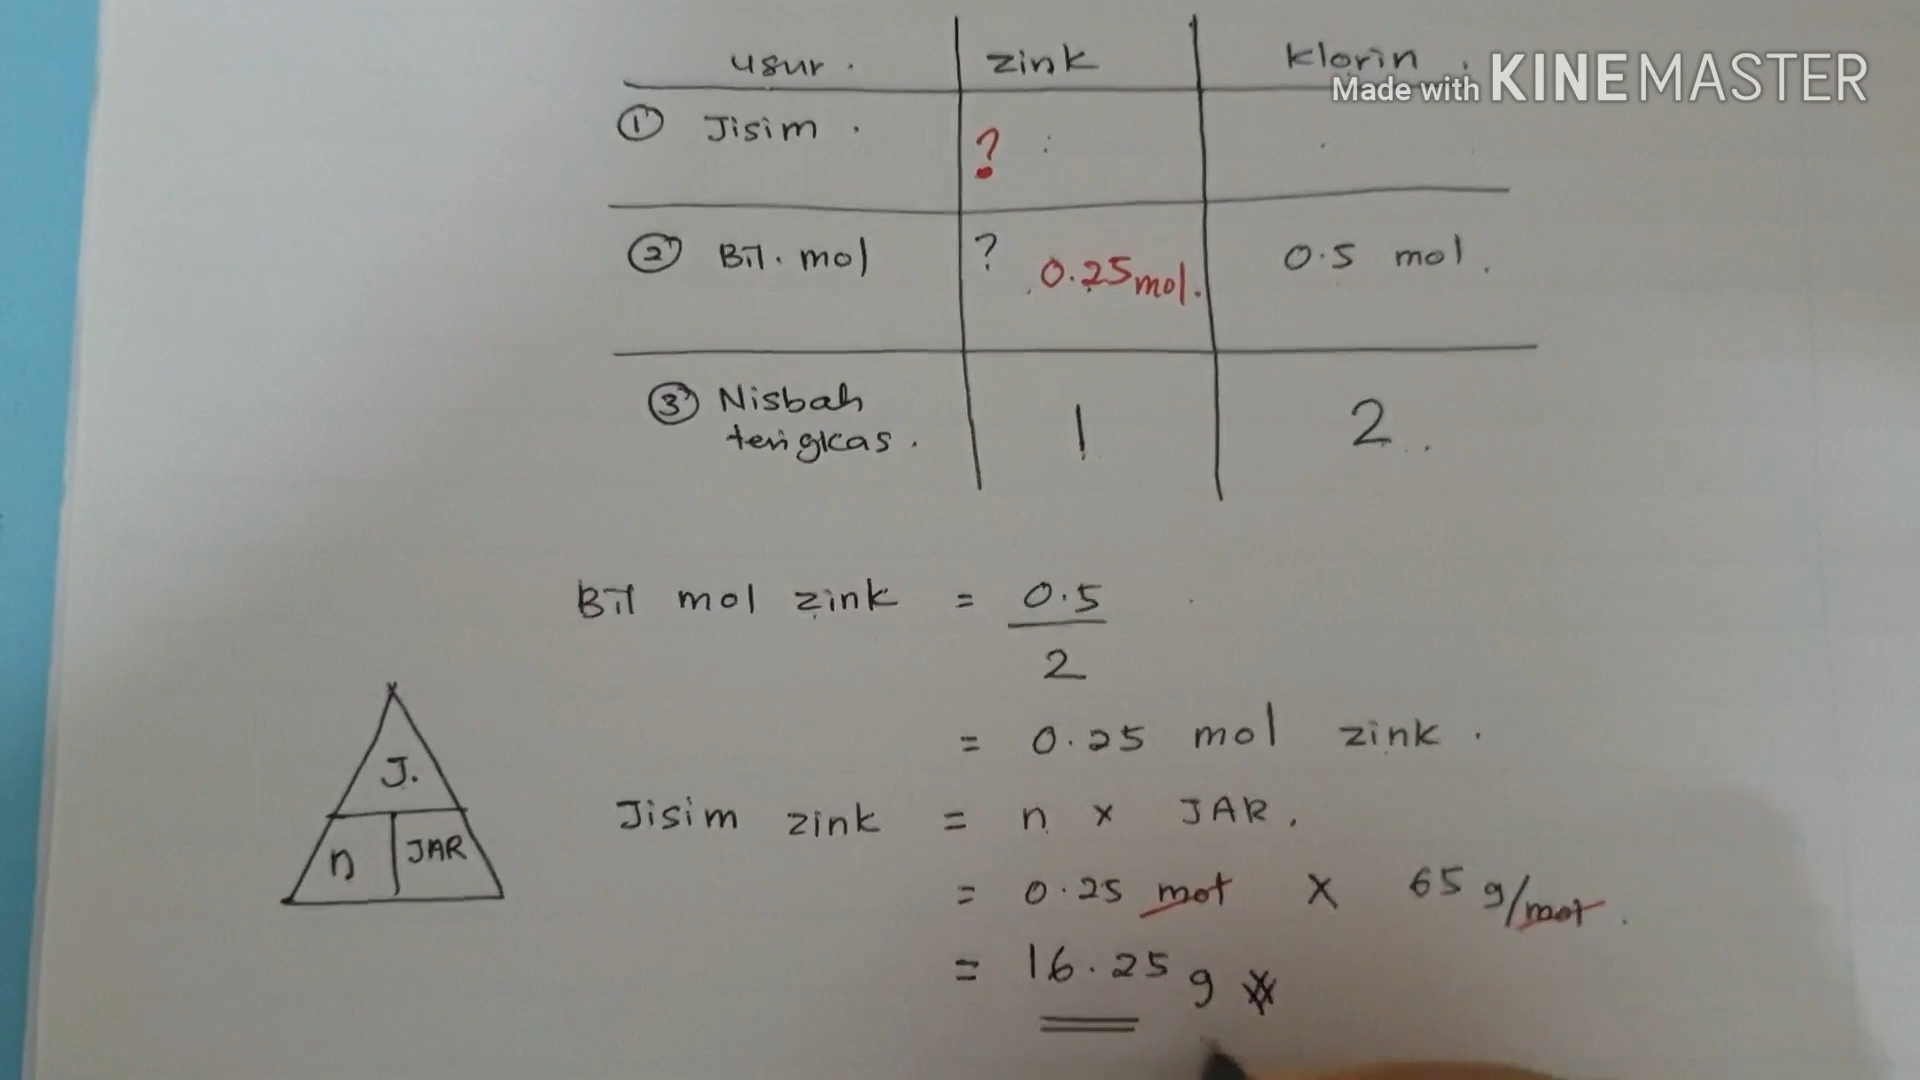 usur. zink klorin.
Made with KINEMASTER
① Jisim. ?
② Bil. mol ? 0.25 mol. 0.5 mol.
③ Nisbah 1 2
teringkas.
Bil mol zink = 0.5
2
= 0.25 mol zink.
J.
Jisim zink = n x JAR.
n JAR
= 0.25 mol x 65 g/mol.
= 16.25 g